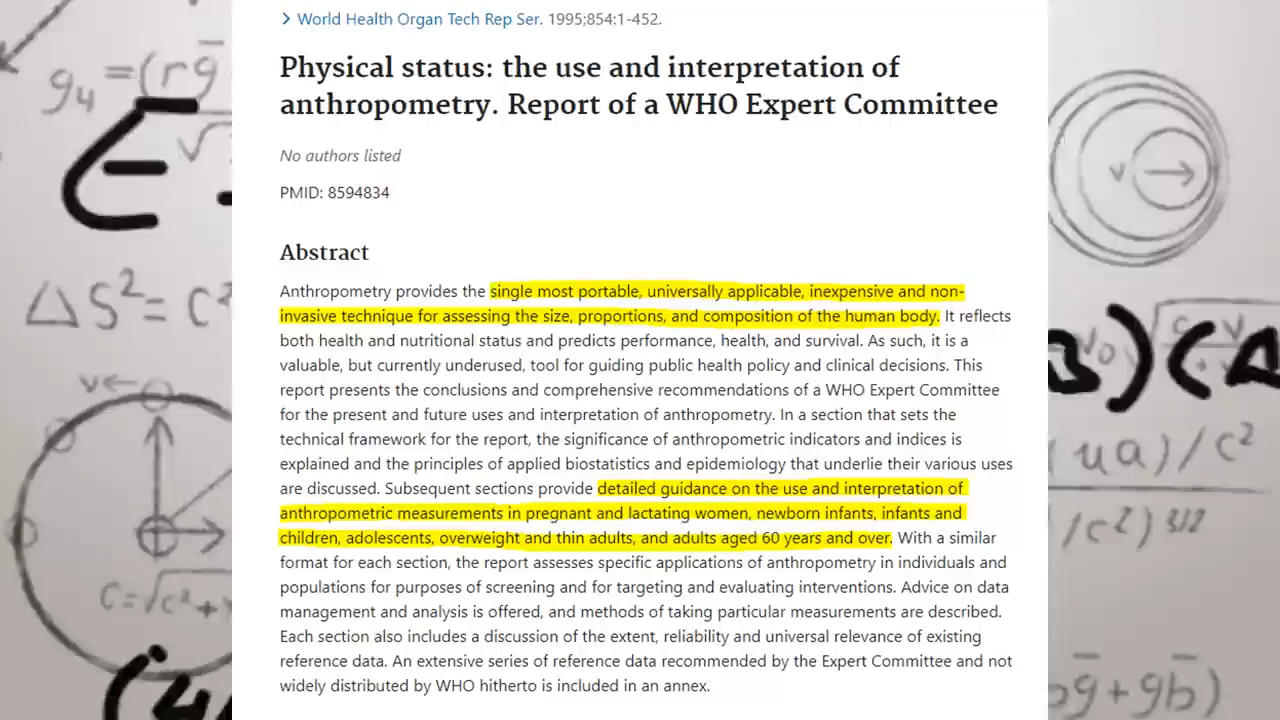 World Health Organ Tech Rep Ser. 1995;854:1-452.
Physical status: the use and interpretation of
anthropometry. Report of a WHO Expert Committee
No authors listed
PMID: 8594834
Abstract
Anthropometry provides the single most portable, universally applicable, inexpensive and non-
invasive technique for assessing the size, proportions, and composition of the human body. It reflects
both health and nutritional status and predicts performance, health, and survival. As such, it is a
valuable, but currently underused, tool for guiding public health policy and clinical decisions. This
report presents the conclusions and comprehensive recommendations of a WHO Expert Committee
for the present and future uses and interpretation of anthropometry. In a section that sets the
technical framework for the report, the significance of anthropometric indicators and indices is
explained and the principles of applied biostatistics and epidemiology that underlie their various uses
are discussed. Subsequent sections provide detailed guidance on the use and interpretation of
anthropometric measurements in pregnant and lactating women, newborn infants, infants and
children, adolescents, overweight and thin adults, and adults aged 60 years and over. With a similar
format for each section, the report assesses specific applications of anthropometry in individuals and
populations for purposes of screening and for targeting and evaluating interventions. Advice on data
management and analysis is offered, and methods of taking particular measurements are described.
Each section also includes a discussion of the extent, reliability and universal relevance of existing
reference data. An extensive series of reference data recommended by the Expert Committee and not
widely distributed by WHO hitherto is included in an annex.